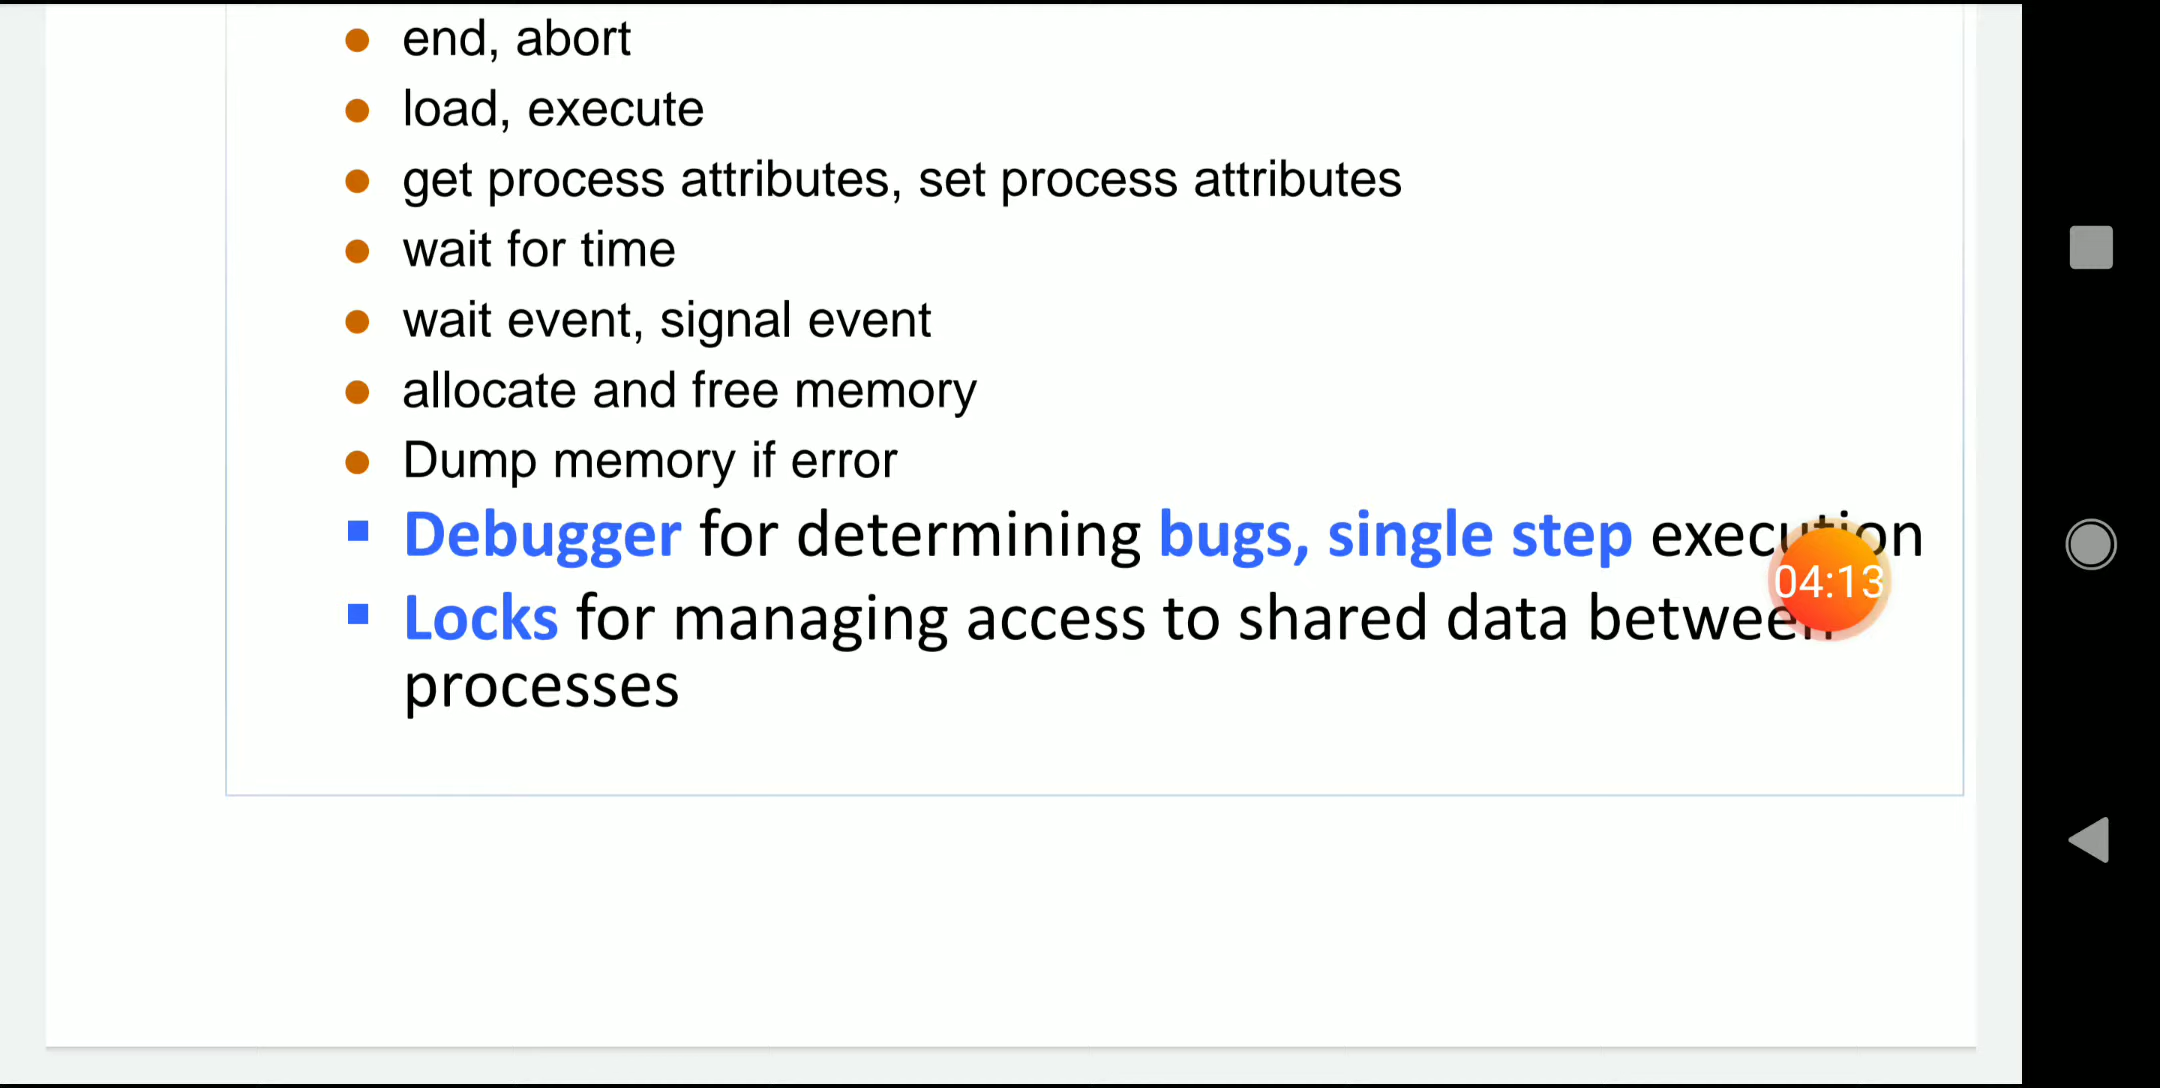 end, abort
load, execute
get process attributes, set process attributes
wait for time
wait event, signal event
allocate and free memory
Dump memory if error
Debugger for determining bugs, single step execution
04:13
Locks for managing access to shared data between
processes